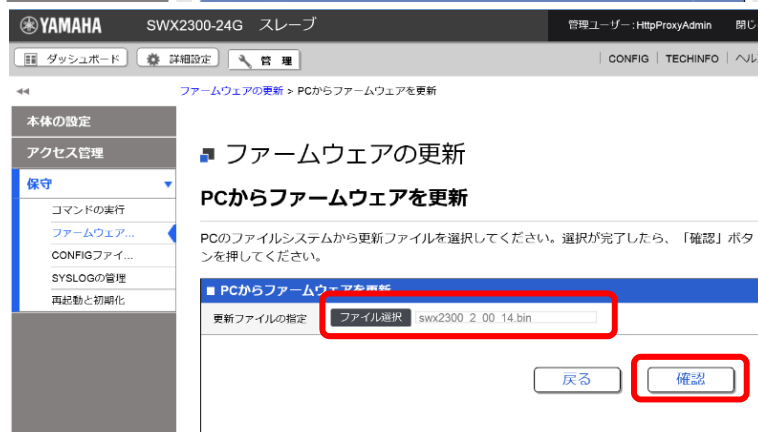 YAMAHA SWX2300-24G スレーブ 管理ユーザー:HttpProxyAdmin 閉じ
ダッシュボード 詳細設定 管理 CONFIG TECHINFO ヘル
ファームウェアの更新 > PCからファームウェアを更新
本体の設定
アクセス管理
保守
コマンドの実行
ファームウェア...
CONFIGファイ...
SYSLOGの管理
再起動と初期化
ファームウェアの更新
PCからファームウェアを更新
PCのファイルシステムから更新ファイルを選択してください。選択が完了したら、「確認」ボタ
ンを押してください。
■ PCからファームウェアを更新
更新ファイルの指定 ファイル選択 swx2300_2_00_14.bin
戻る 確認